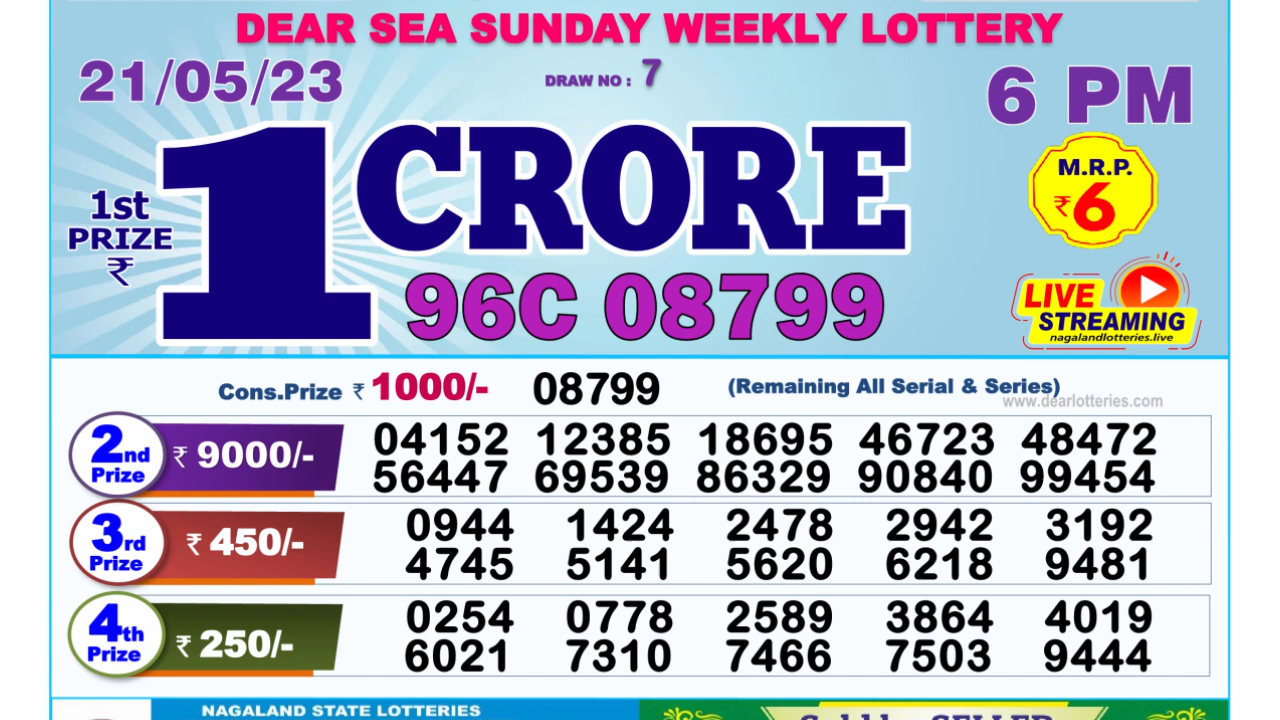 DEAR SEA SUNDAY WEEKLY LOTTERY
21/05/23
DRAW NO : 7
6 PM
1st
PRIZE
₹
1 CRORE
M.R.P.
₹6
96C 08799
LIVE
STREAMING
nagalandlotteries.live
Cons.Prize ₹ 1000/- 08799 (Remaining All Serial & Series)
www.dearlotteries.com
2nd Prize ₹ 9000/-
04152 12385 18695 46723 48472
56447 69539 86329 90840 99454
3rd Prize ₹ 450/-
0944 1424 2478 2942 3192
4745 5141 5620 6218 9481
4th Prize ₹ 250/-
0254 0778 2589 3864 4019
6021 7310 7466 7503 9444
NAGALAND STATE LOTTERIES
SELLER